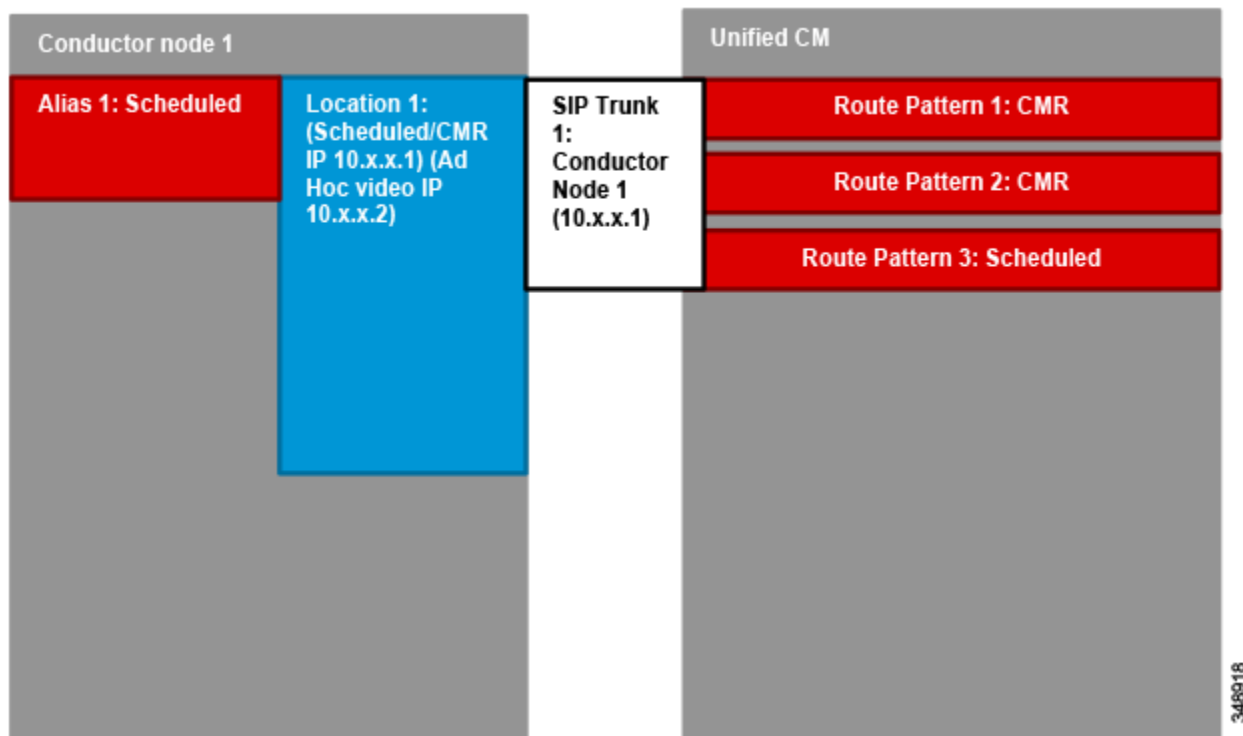 Conductor node 1
Alias 1: Scheduled
Location 1:
(Scheduled/CMR
IP 10.x.x.1) (Ad
Hoc video IP
10.x.x.2)
SIP Trunk
1:
Conductor
Node 1
(10.x.x.1)
Unified CM
Route Pattern 1: CMR
Route Pattern 2: CMR
Route Pattern 3: Scheduled
348918